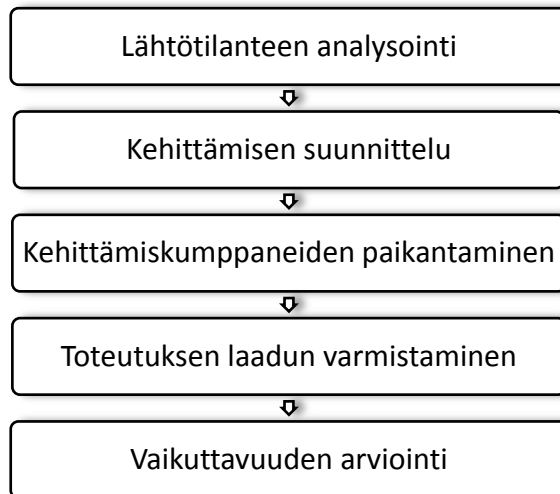 Lähtötilanteen analysointi
Kehittämisen suunnittelu
Kehittämiskumppaneiden paikantaminen
Toteutuksen laadun varmistaminen
Vaikuttavuuden arviointi